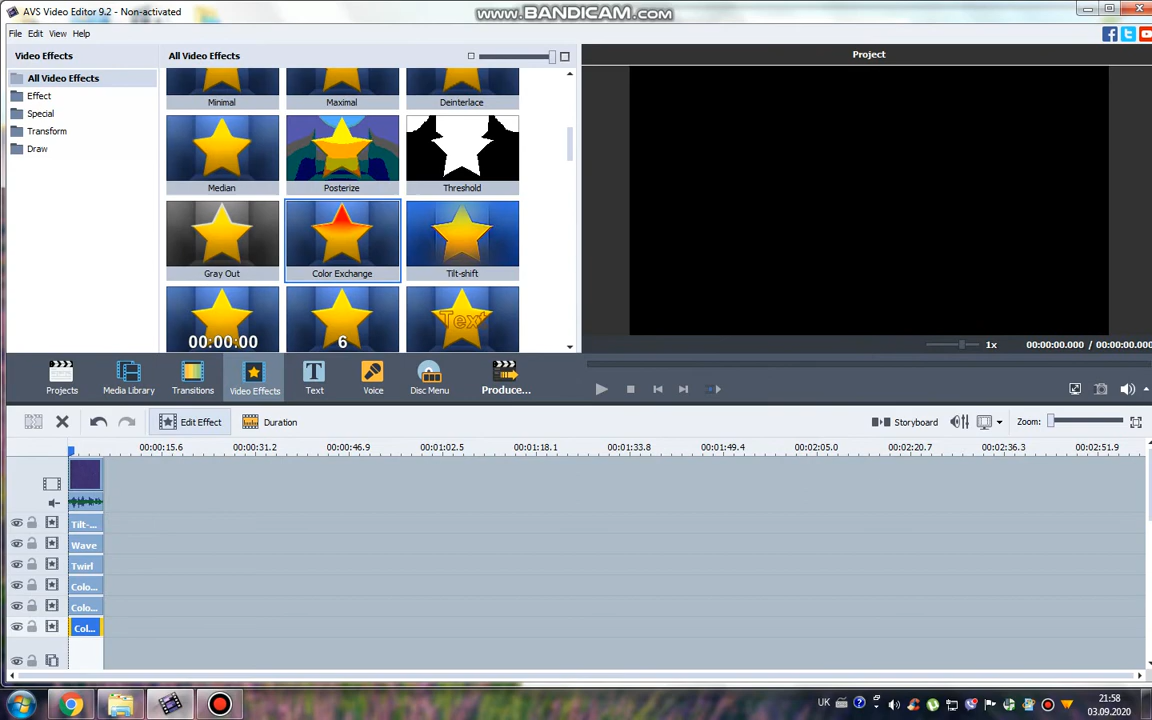 AVS Video Editor 9.2 - Non-activated
www.BANDICAM.com
File Edit View Help
Video Effects
All Video Effects
Project
All Video Effects
Effect
Special
Transform
Draw
Minimal
Maximal
Deinterlace
Median
Posterize
Threshold
Gray Out
Color Exchange
Tilt-shift
00:00:00
6
Text
1x
00:00:00.000 / 00:00:00.
Projects
Media Library
Transitions
Video Effects
Text
Voice
Disc Menu
Produce...
Edit Effect
Duration
Storyboard
Zoom:
00:00:15.6 00:00:31.2 00:00:46.9 00:01:02.5 00:01:18.1 00:01:33.8 00:01:49.4 00:02:05.0 00:02:20.7 00:02:36.3 00:02:51.9
Tilt-...
Wave
Twirl
Colo...
Colo...
Col...
UK
21:58
03.09.2020